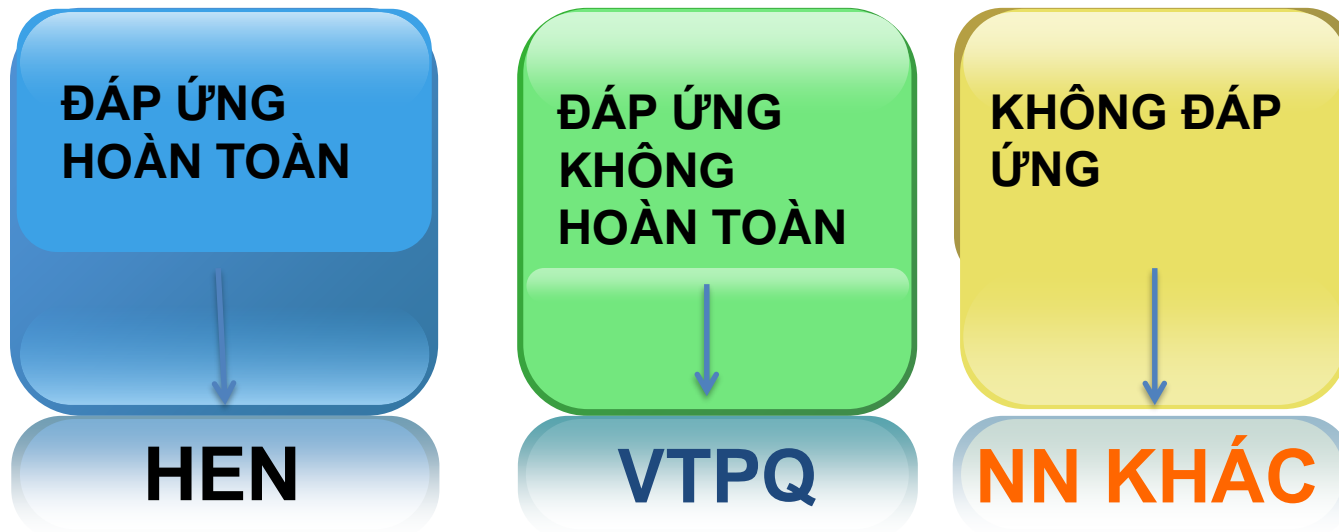 ĐÁP ỨNG
HOÀN TOÀN
HEN
ĐÁP ỨNG
KHÔNG
HOÀN TOÀN
VTPQ
KHÔNG ĐÁP
ỨNG
NN KHÁC